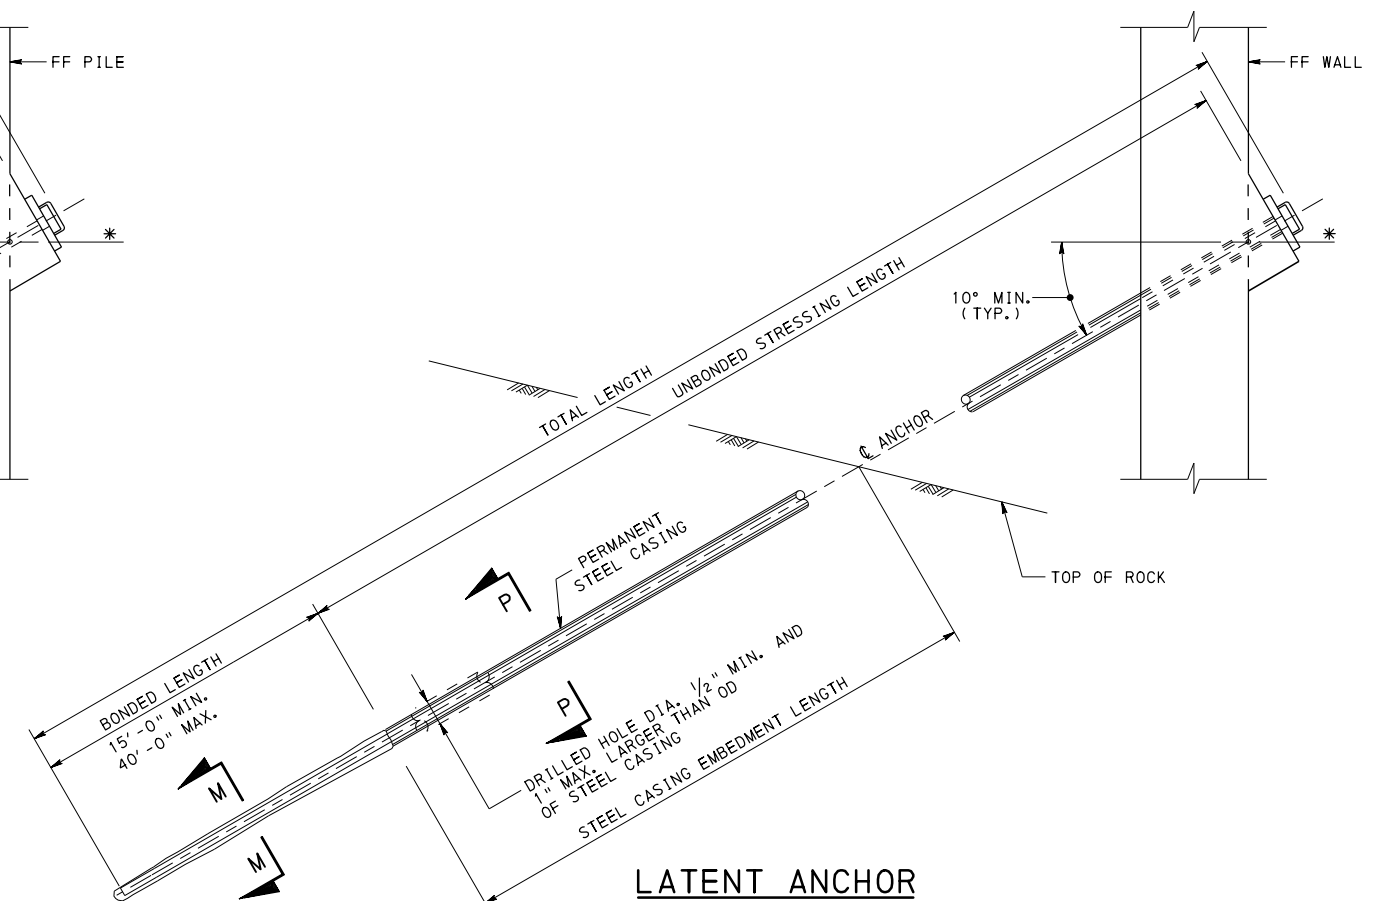 FF PILE
*
FF WALL
*
10° MIN.
(TYP.)
TOTAL LENGTH
UNBONDED STRESSING LENGTH
℄ ANCHOR
PERMANENT
STEEL CASING
P
P
TOP OF ROCK
BONDED LENGTH
15'-0" MIN.
40'-0" MAX.
M
M
DRILLED HOLE DIA. 1/2" MIN. AND
1" MAX. LARGER THAN OD
OF STEEL CASING
STEEL CASING EMBEDMENT LENGTH
LATENT ANCHOR